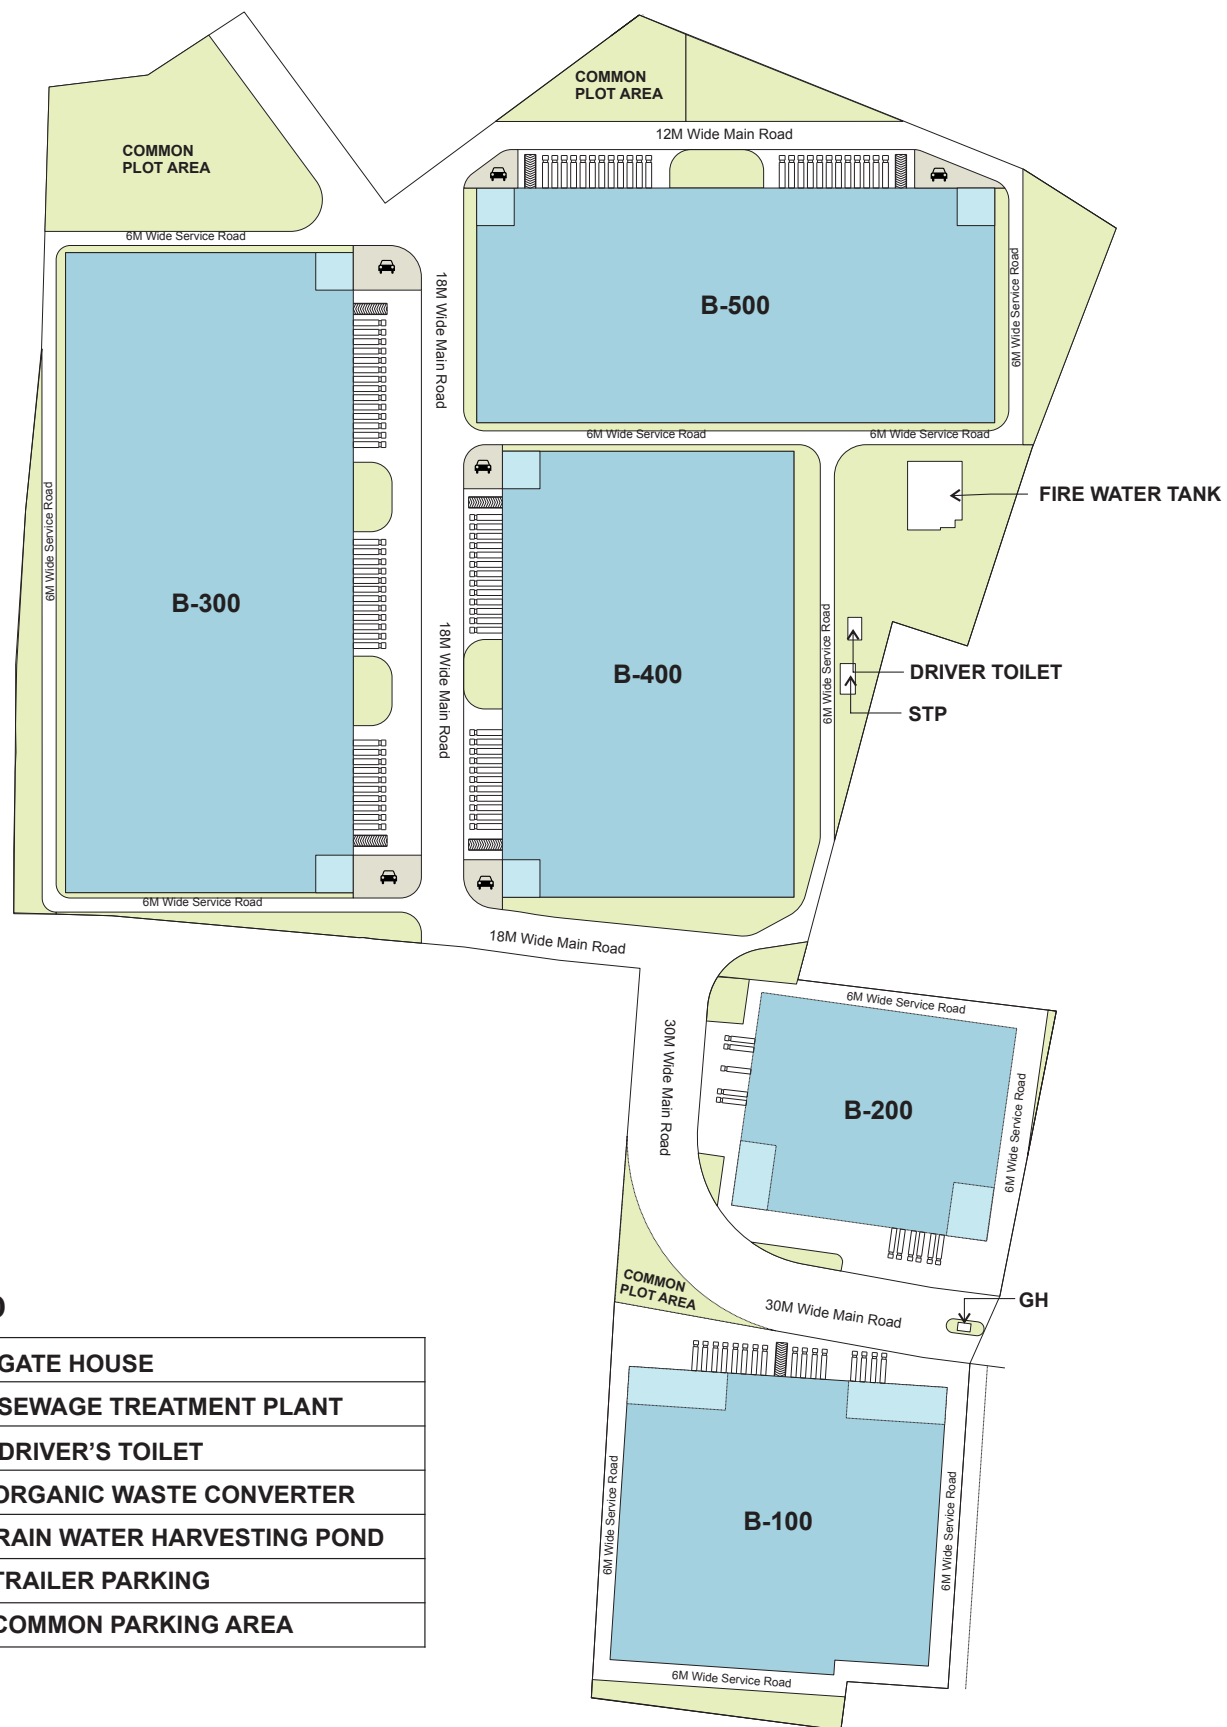 COMMON
PLOT AREA
12M Wide Main Road
COMMON
PLOT AREA
6M Wide Service Road
18M Wide Main Road
B-500
6M Wide Service Road
6M Wide Service Road
6M Wide Service Road
FIRE WATER TANK
6M Wide Service Road
B-300
18M Wide Main Road
B-400
6M Wide Service Road
DRIVER TOILET
STP
6M Wide Service Road
18M Wide Main Road
6M Wide Service Road
30M Wide Main Road
B-200
6M Wide Service Road
COMMON
PLOT AREA
30M Wide Main Road
GH
GATE HOUSE
SEWAGE TREATMENT PLANT
DRIVER'S TOILET
ORGANIC WASTE CONVERTER
RAIN WATER HARVESTING POND
TRAILER PARKING
COMMON PARKING AREA
6M Wide Service Road
B-100
6M Wide Service Road
6M Wide Service Road